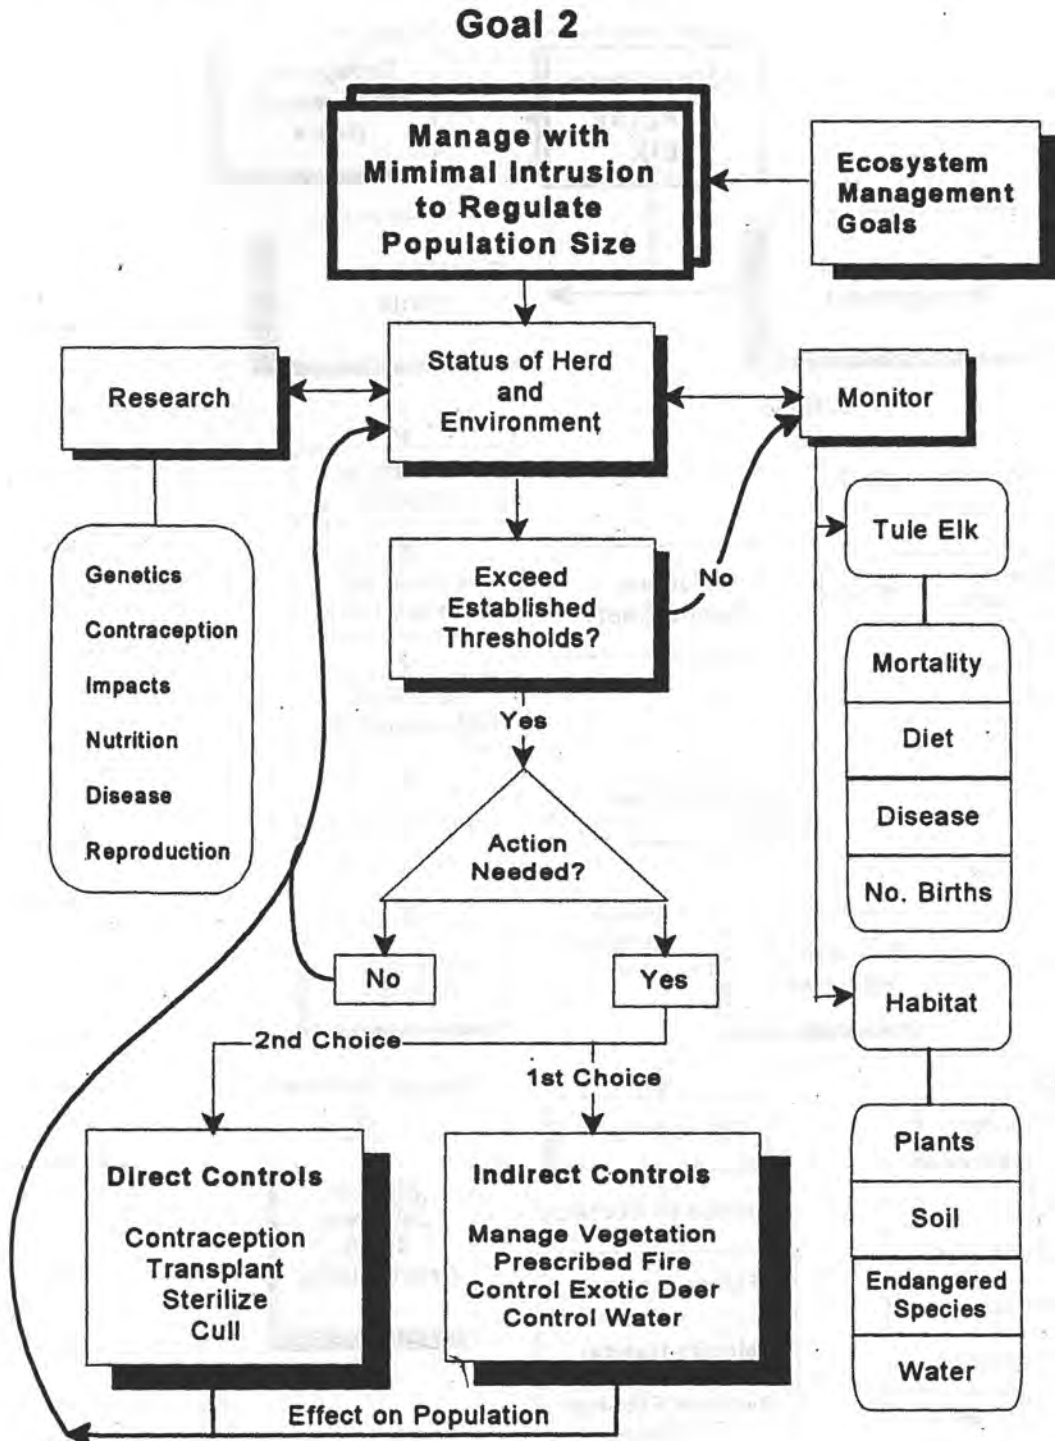 Goal 2
Manage with
Mimimal Intrusion
to Regulate
Population Size
Ecosystem
Management
Goals
Research
Status of Herd
and
Environment
Monitor
Genetics
Contraception
Impacts
Nutrition
Disease
Reproduction
Exceed
Established
Thresholds?
No
Yes
Action
Needed?
No
Yes
Tule Elk
Mortality
Diet
Disease
No. Births
Habitat
Plants
Soil
Endangered
Species
Water
2nd Choice
1st Choice
Direct Controls
Contraception
Transplant
Sterilize
Cull
Indirect Controls
Manage Vegetation
Prescribed Fire
Control Exotic Deer
Control Water
Effect on Population